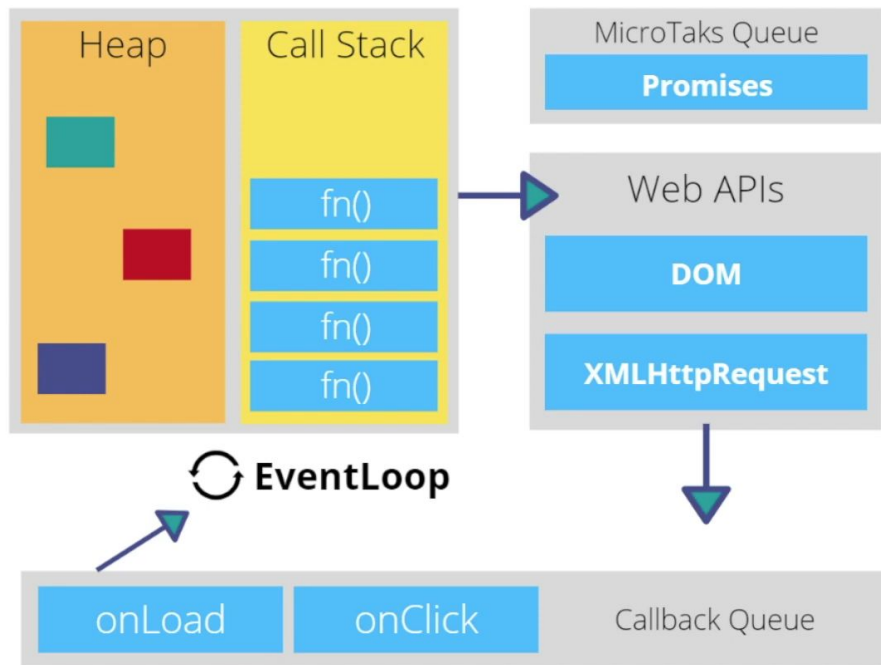 Heap
Call Stack
fn()
fn()
fn()
fn()
MicroTaks Queue
Promises
Web APIs
DOM
XMLHttpRequest
EventLoop
onLoad
onClick
Callback Queue